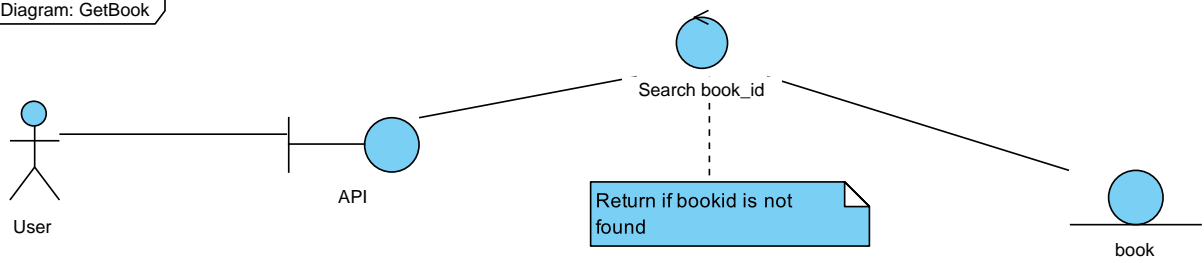 Diagram: GetBook
Search book_id
API
Return if bookid is not
found
User
book